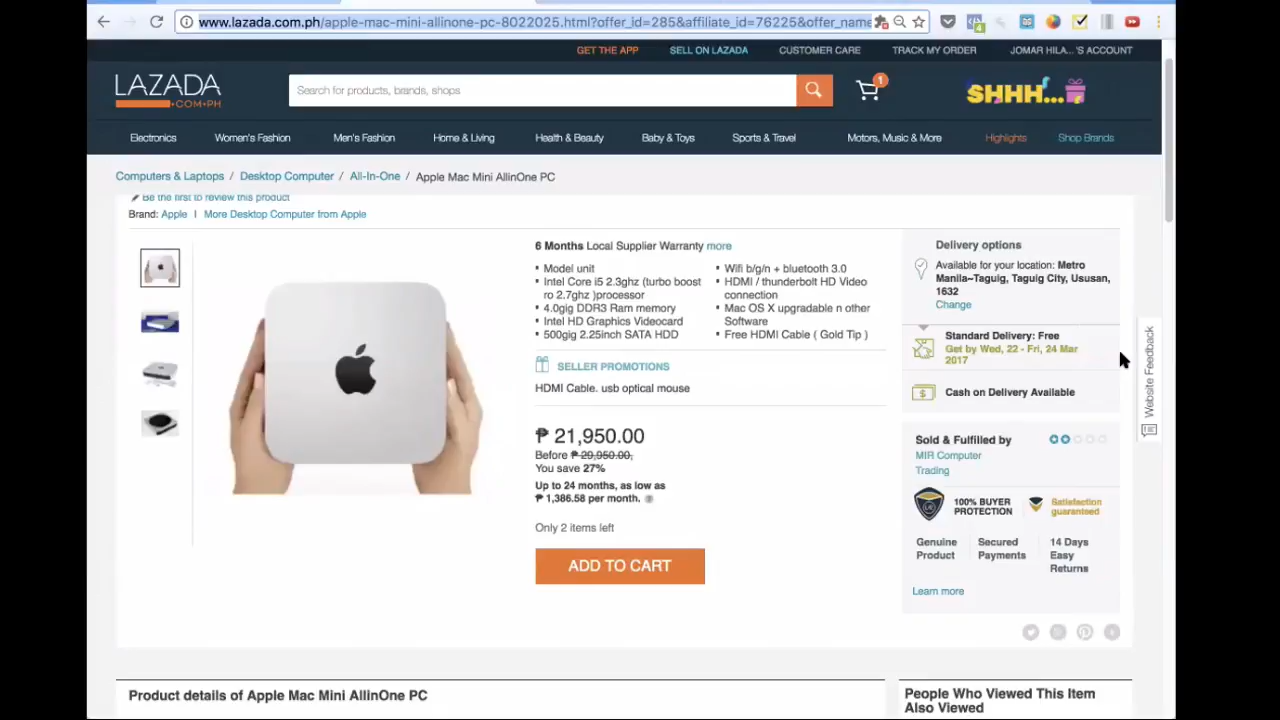 www.lazada.com.ph/apple-mac-mini-allinone-pc-8022025.html?offer_id=285&affiliate_id=76225&offer_name
GET THE APP SELL ON LAZADA CUSTOMER CARE TRACK MY ORDER JOMAR HILA... 'S ACCOUNT
LAZADA
.COM.PH
Search for products, brands, shops
1
SHHH...
Electronics Women's Fashion Men's Fashion Home & Living Health & Beauty Baby & Toys Sports & Travel Motors, Music & More Highlights Shop Brands
Computers & Laptops / Desktop Computer / All-In-One / Apple Mac Mini AllinOne PC
Be the first to review this product
Brand: Apple | More Desktop Computer from Apple
6 Months Local Supplier Warranty more
• Model unit
• Intel Core i5 2.3ghz (turbo boost
ro 2.7ghz )processor
• 4.0gig DDR3 Ram memory
• Intel HD Graphics Videocard
• 500gig 2.25inch SATA HDD
• Wifi b/g/n + bluetooth 3.0
• HDMI / thunderbolt HD Video
connection
• Mac OS X upgradable n other
Software
• Free HDMI Cable ( Gold Tip )
SELLER PROMOTIONS
HDMI Cable. usb optical mouse
₱ 21,950.00
Before ₱ 29,950.00,
You save 27%
Up to 24 months, as low as
₱ 1,386.58 per month.
Only 2 items left
ADD TO CART
Delivery options
Available for your location: Metro
Manila~Taguig, Taguig City, Ususan,
1632
Change
Standard Delivery: Free
Get by Wed, 22 - Fri, 24 Mar
2017
Cash on Delivery Available
Sold & Fulfilled by
MIR Computer
Trading
100% BUYER
PROTECTION
Satisfaction
guaranteed
Genuine
Product
Secured
Payments
14 Days
Easy
Returns
Learn more
Website Feedback
Product details of Apple Mac Mini AllinOne PC
People Who Viewed This Item
Also Viewed